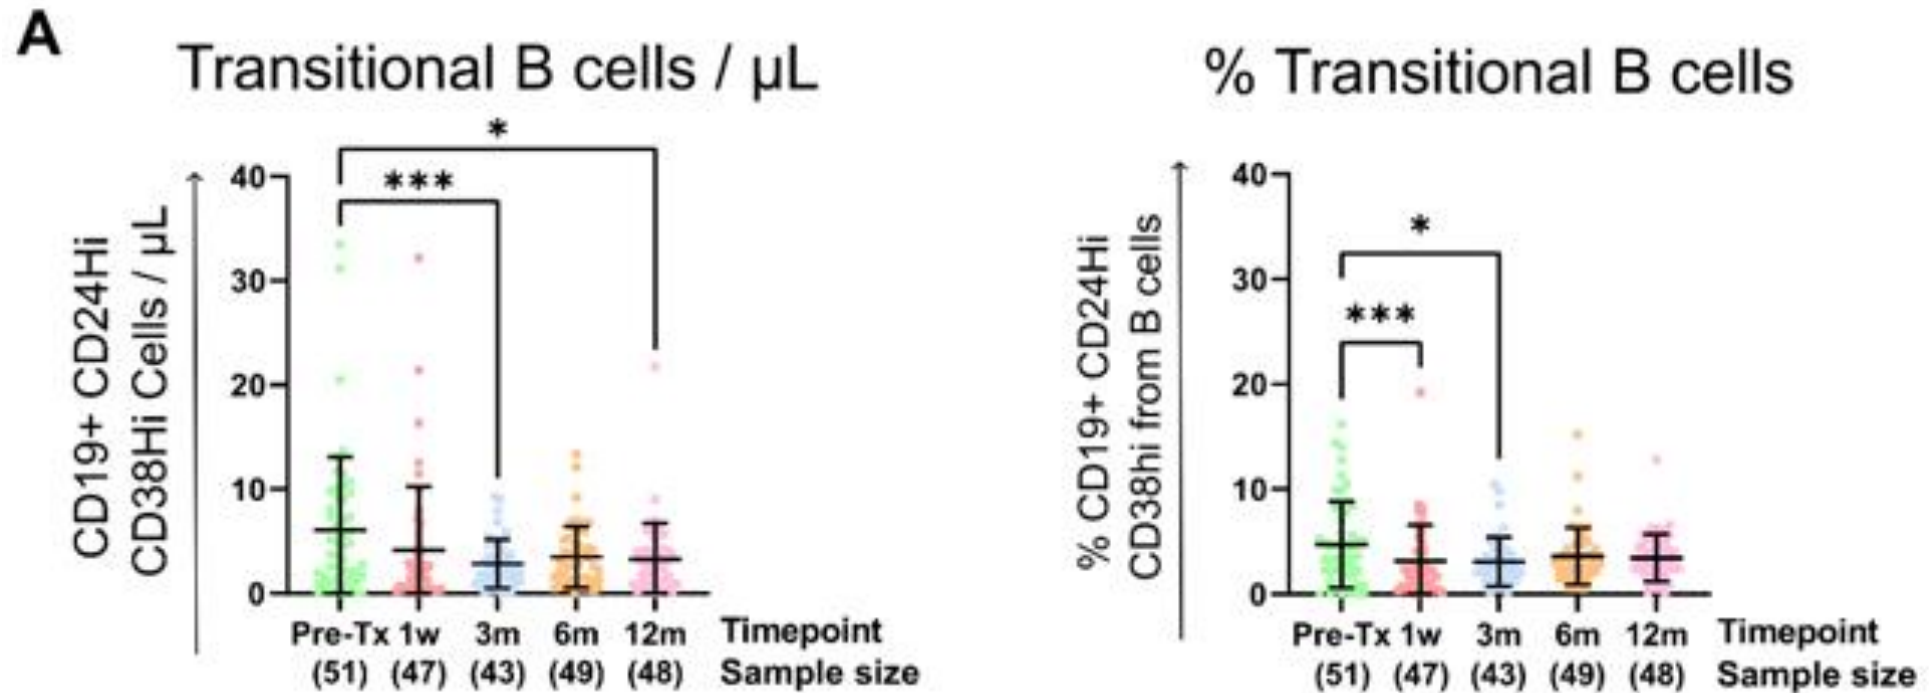 A
Transitional B cells / µL
CD19+ CD24Hi
CD38Hi Cells / µL
40
30
20
10
0
*
***
Pre-Tx 1w 3m 6m 12m Timepoint
(51) (47) (43) (49) (48) Sample size
% Transitional B cells
% CD19+ CD24Hi
CD38hi from B cells
40
30
20
10
0
*
***
Pre-Tx 1w 3m 6m 12m Timepoint
(51) (47) (43) (49) (48) Sample size